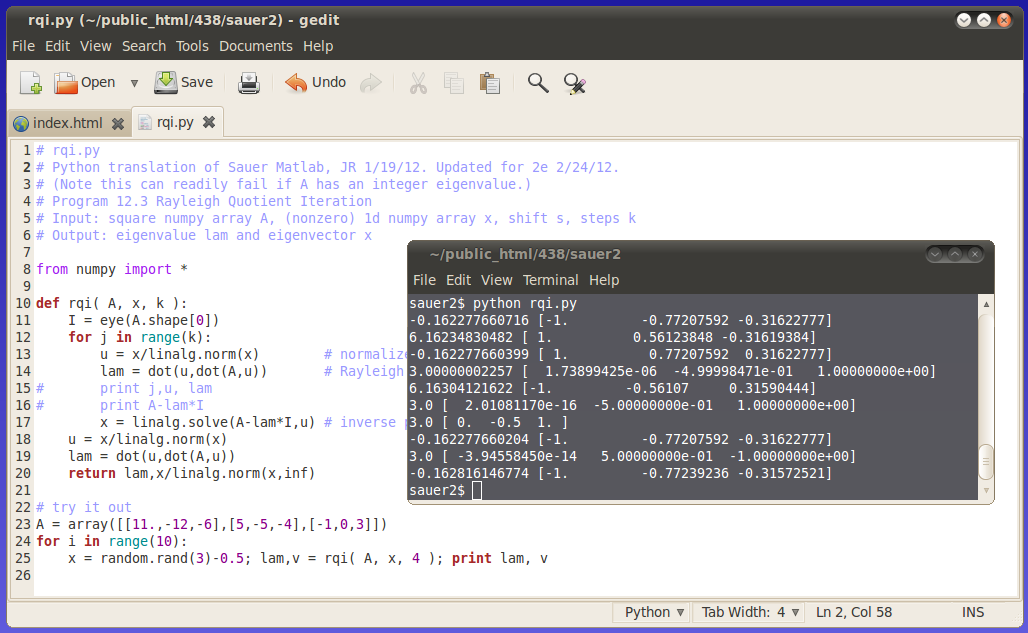 rqi.py (~/public_html/438/sauer2) - gedit
File Edit View Search Tools Documents Help
Open Save Undo
index.html rqi.py
1 # rqi.py
2 # Python translation of Sauer Matlab, JR 1/19/12. Updated for 2e 2/24/12.
3 # (Note this can readily fail if A has an integer eigenvalue.)
4 # Program 12.3 Rayleigh Quotient Iteration
5 # Input: square numpy array A, (nonzero) 1d numpy array x, shift s, steps k
6 # Output: eigenvalue lam and eigenvector x
7
8 from numpy import *
9
10 def rqi( A, x, k ):
11     I = eye(A.shape[0])
12     for j in range(k):
13         u = x/linalg.norm(x)        # normalize
14         lam = dot(u,dot(A,u))       # Rayleigh
15 #       print j,u, lam
16 #       print A-lam*I
17         x = linalg.solve(A-lam*I,u) # inverse
18     u = x/linalg.norm(x)
19     lam = dot(u,dot(A,u))
20     return lam,x/linalg.norm(x,inf)
21
22 # try it out
23 A = array([[11.,-12,-6],[5,-5,-4],[-1,0,3]])
24 for i in range(10):
25     x = random.rand(3)-0.5; lam,v = rqi( A, x, 4 ); print lam, v
26
~/public_html/438/sauer2
File Edit View Terminal Help
sauer2$ python rqi.py
-0.162277660716 [-1.         -0.77207592 -0.31622777]
6.16234830482 [ 1.          0.56123848 -0.31619384]
-0.162277660399 [ 1.          0.77207592  0.31622777]
3.00000002257 [  1.73899425e-06  -4.99998471e-01   1.00000000e+00]
6.16304121622 [-1.         -0.56107     0.31590444]
3.0 [  2.01081170e-16  -5.00000000e-01   1.00000000e+00]
3.0 [ 0.  -0.5  1. ]
-0.162277660204 [-1.         -0.77207592 -0.31622777]
3.0 [ -3.94558450e-14   5.00000000e-01  -1.00000000e+00]
-0.162816146774 [-1.         -0.77239236 -0.31572521]
sauer2$
Python Tab Width: 4 Ln 2, Col 58 INS